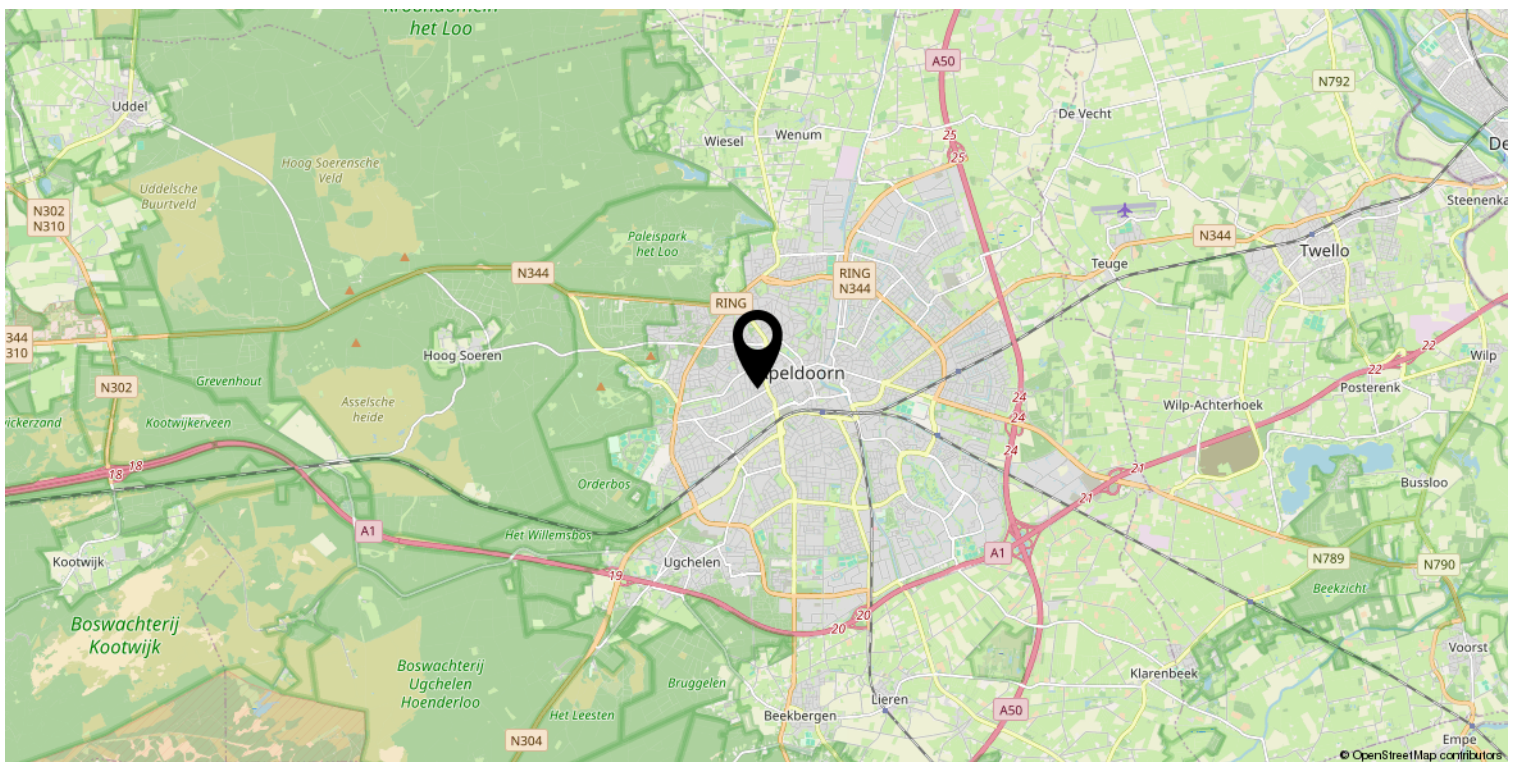 het Loo
A50
N792
Uddel
De Vecht
Wiesel
Wenum
25
25
Hoog Soerensche
Veld
Uddelsche
Buurtveld
N302
N310
Paleispark
het Loo
N344
Steenenka
Twello
N344
Teuge
RING
N344
RING
344
310
Hoog Soeren
22
22
Wilp
Posterenk
N302
Grevenhout
peldoorn
Asselsche
heide
Kootwijkerveen
24
24
24
Wilp-Achterhoek
18
18
21
21
Bussloo
Orderbos
A1
Het Willemsbos
A1
N789
N790
Kootwijk
Ugchelen
19
Beekzicht
20
20
Boswachterij
Kootwijk
Boswachterij
Ugchelen
Hoenderloo
Voorst
Klarenbeek
Bruggelen
Lieren
Het Leesten
Beekbergen
A50
N304
Empe
© OpenStreetMap contributors